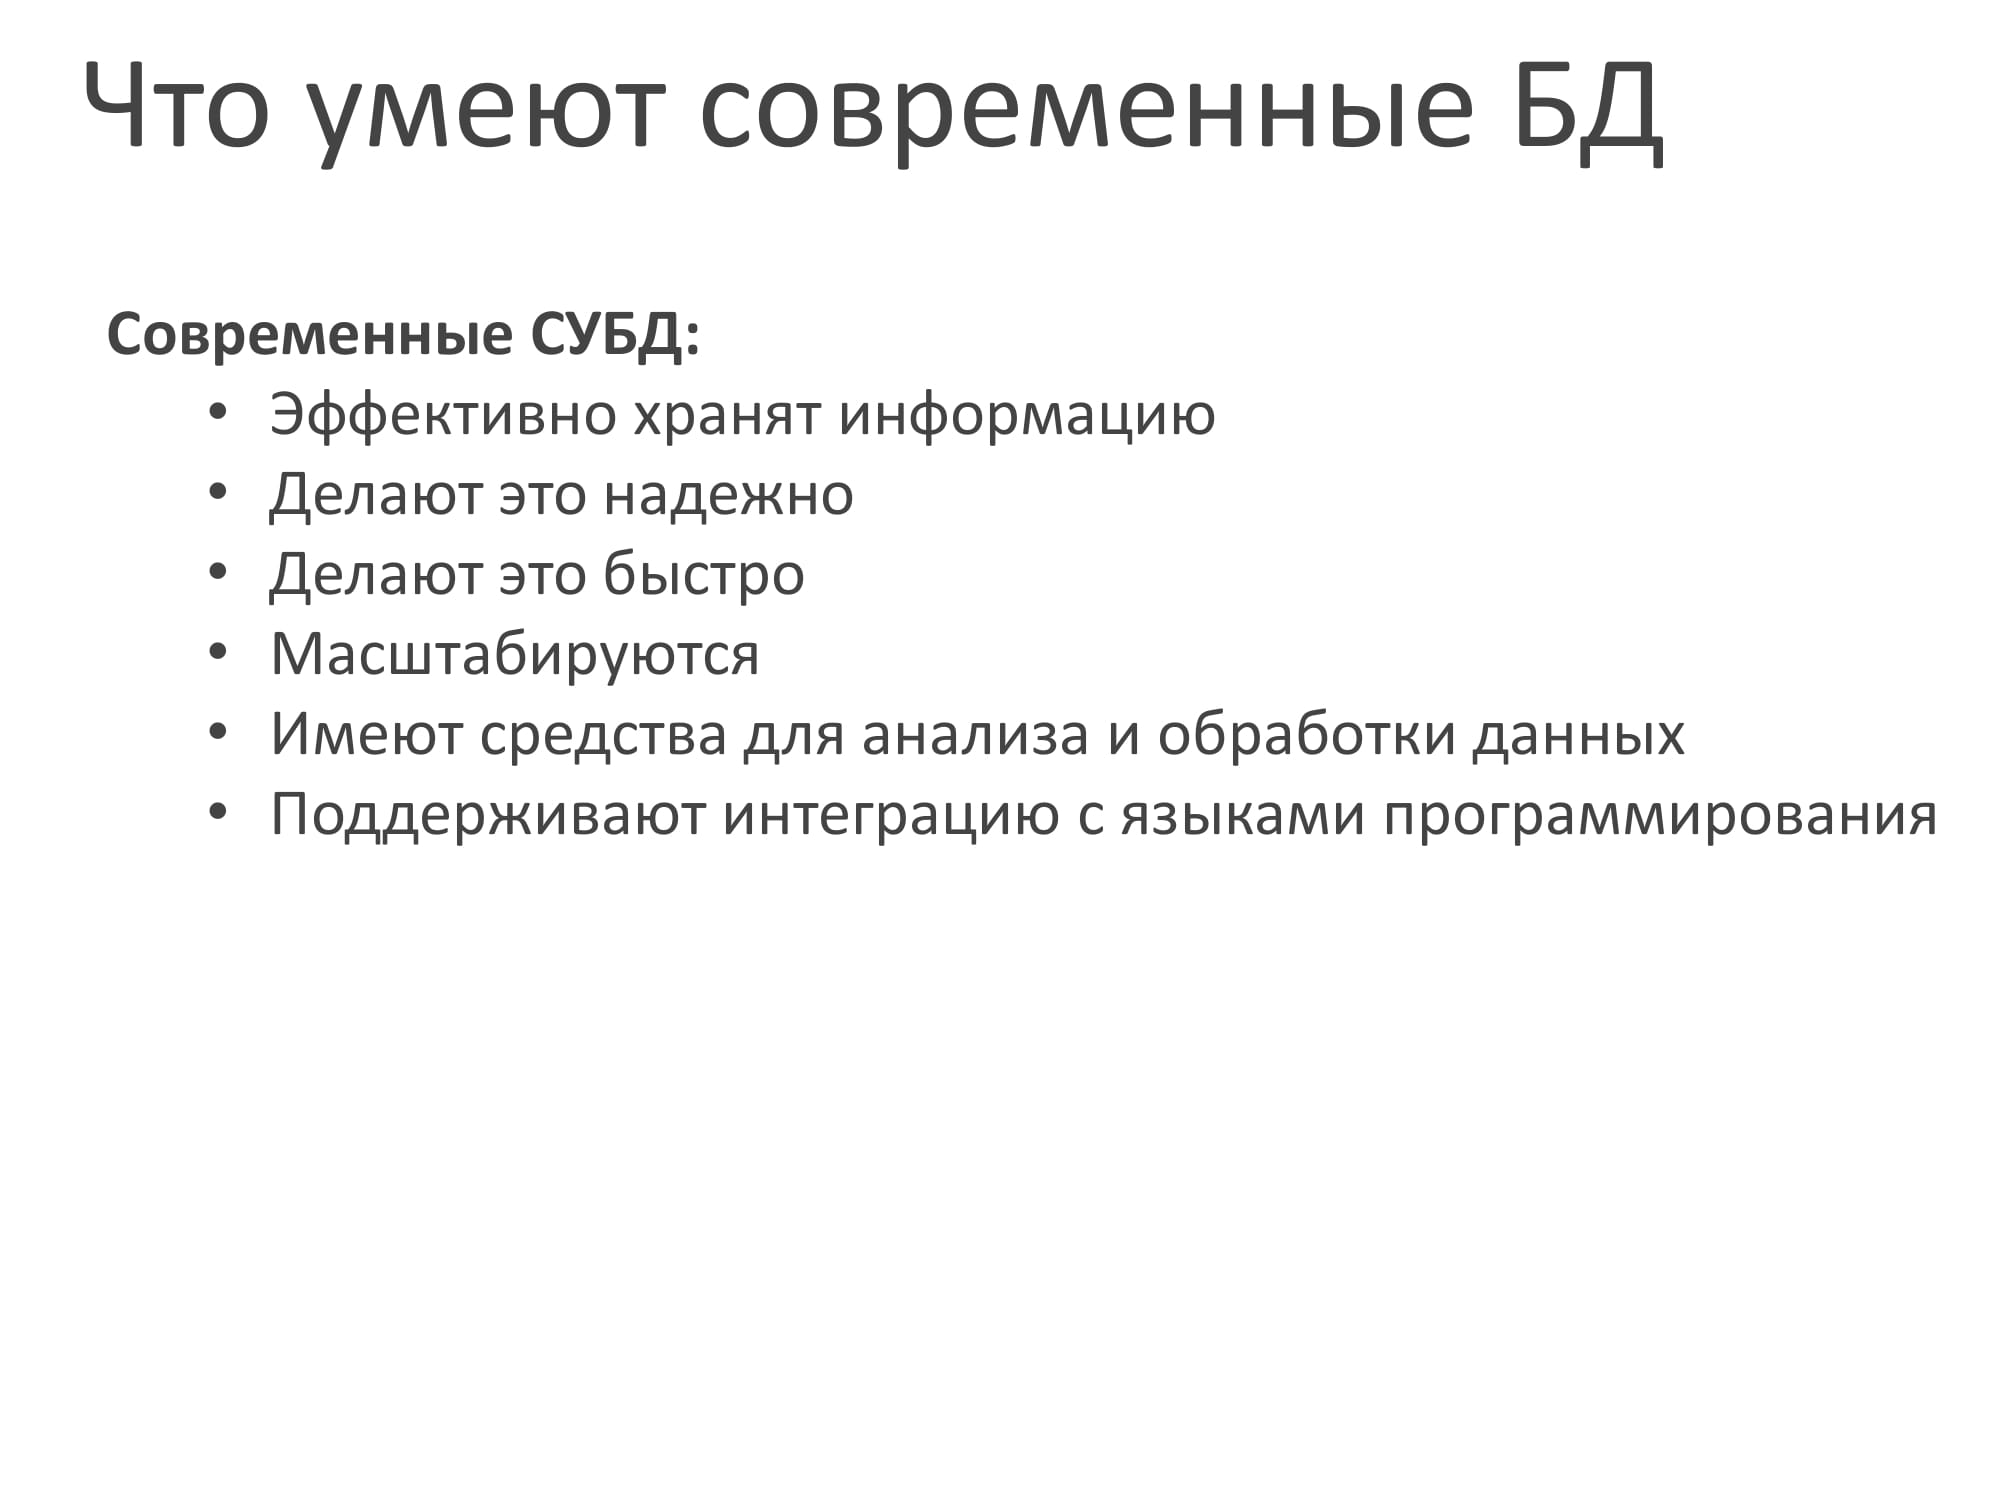 Что умеют современные БД
Современные СУБД:
• Эффективно хранят информацию
• Делают это надежно
• Делают это быстро
• Масштабируются
• Имеют средства для анализа и обработки данных
• Поддерживают интеграцию с языками программирования